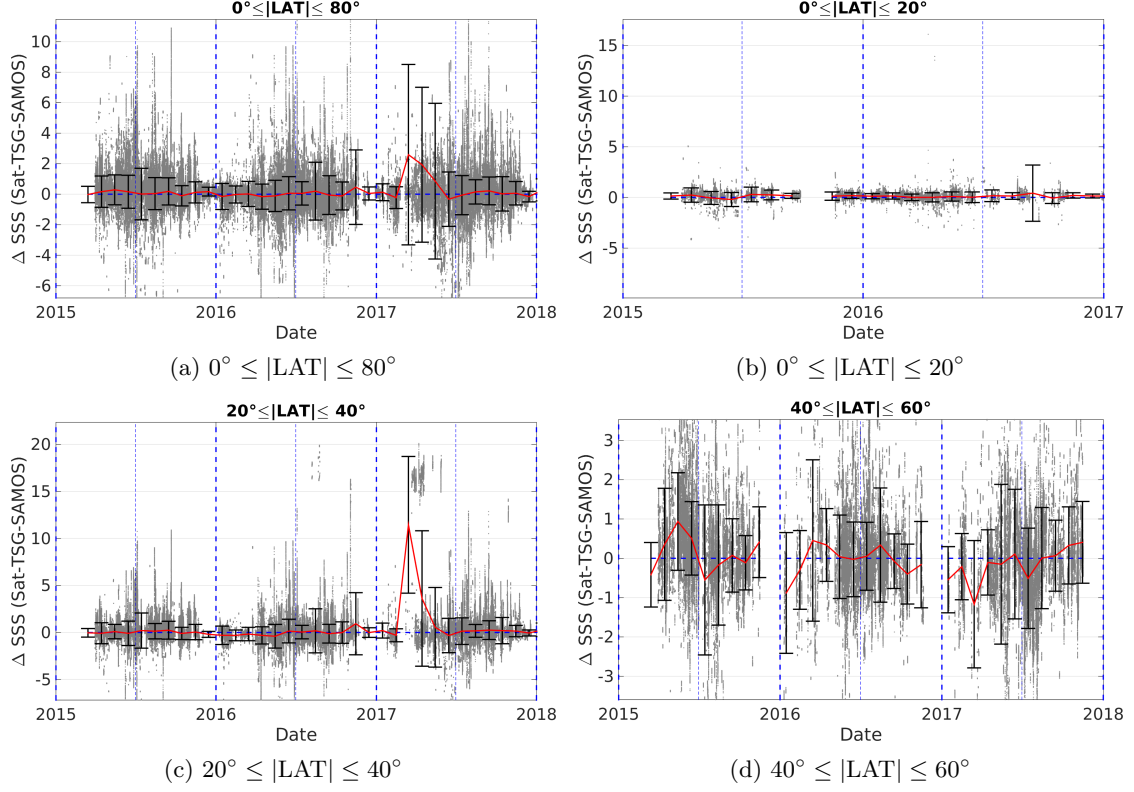 0°≤|LAT|≤ 80°
Δ SSS (Sat-TSG-SAMOS)
10
8
6
4
2
0
-2
-4
-6
2015
2016
2017
2018
Date
(a) 0° ≤ |LAT| ≤ 80°
0°≤|LAT|≤ 20°
Δ SSS (Sat-TSG-SAMOS)
15
10
5
0
-5
2015
2016
2017
Date
(b) 0° ≤ |LAT| ≤ 20°
20°≤|LAT|≤ 40°
Δ SSS (Sat-TSG-SAMOS)
20
15
10
5
0
-5
2015
2016
2017
2018
Date
(c) 20° ≤ |LAT| ≤ 40°
40°≤|LAT|≤ 60°
Δ SSS (Sat-TSG-SAMOS)
3
2
1
0
-1
-2
-3
2015
2016
2017
2018
Date
(d) 40° ≤ |LAT| ≤ 60°